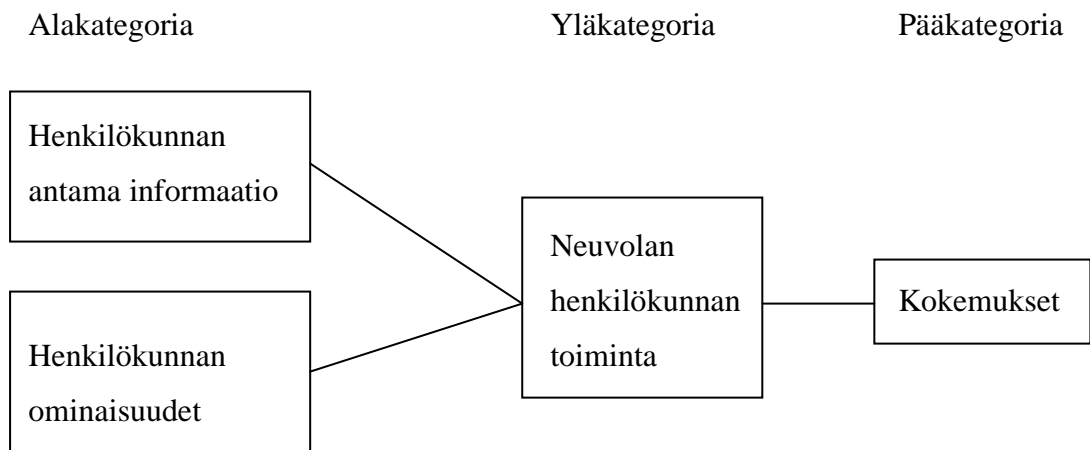 Alakategoria
Yläkategoria
Pääkategoria
Henkilökunnan
antama informaatio
Henkilökunnan
ominaisuudet
Neuvolan
henkilökunnan
toiminta
Kokemukset